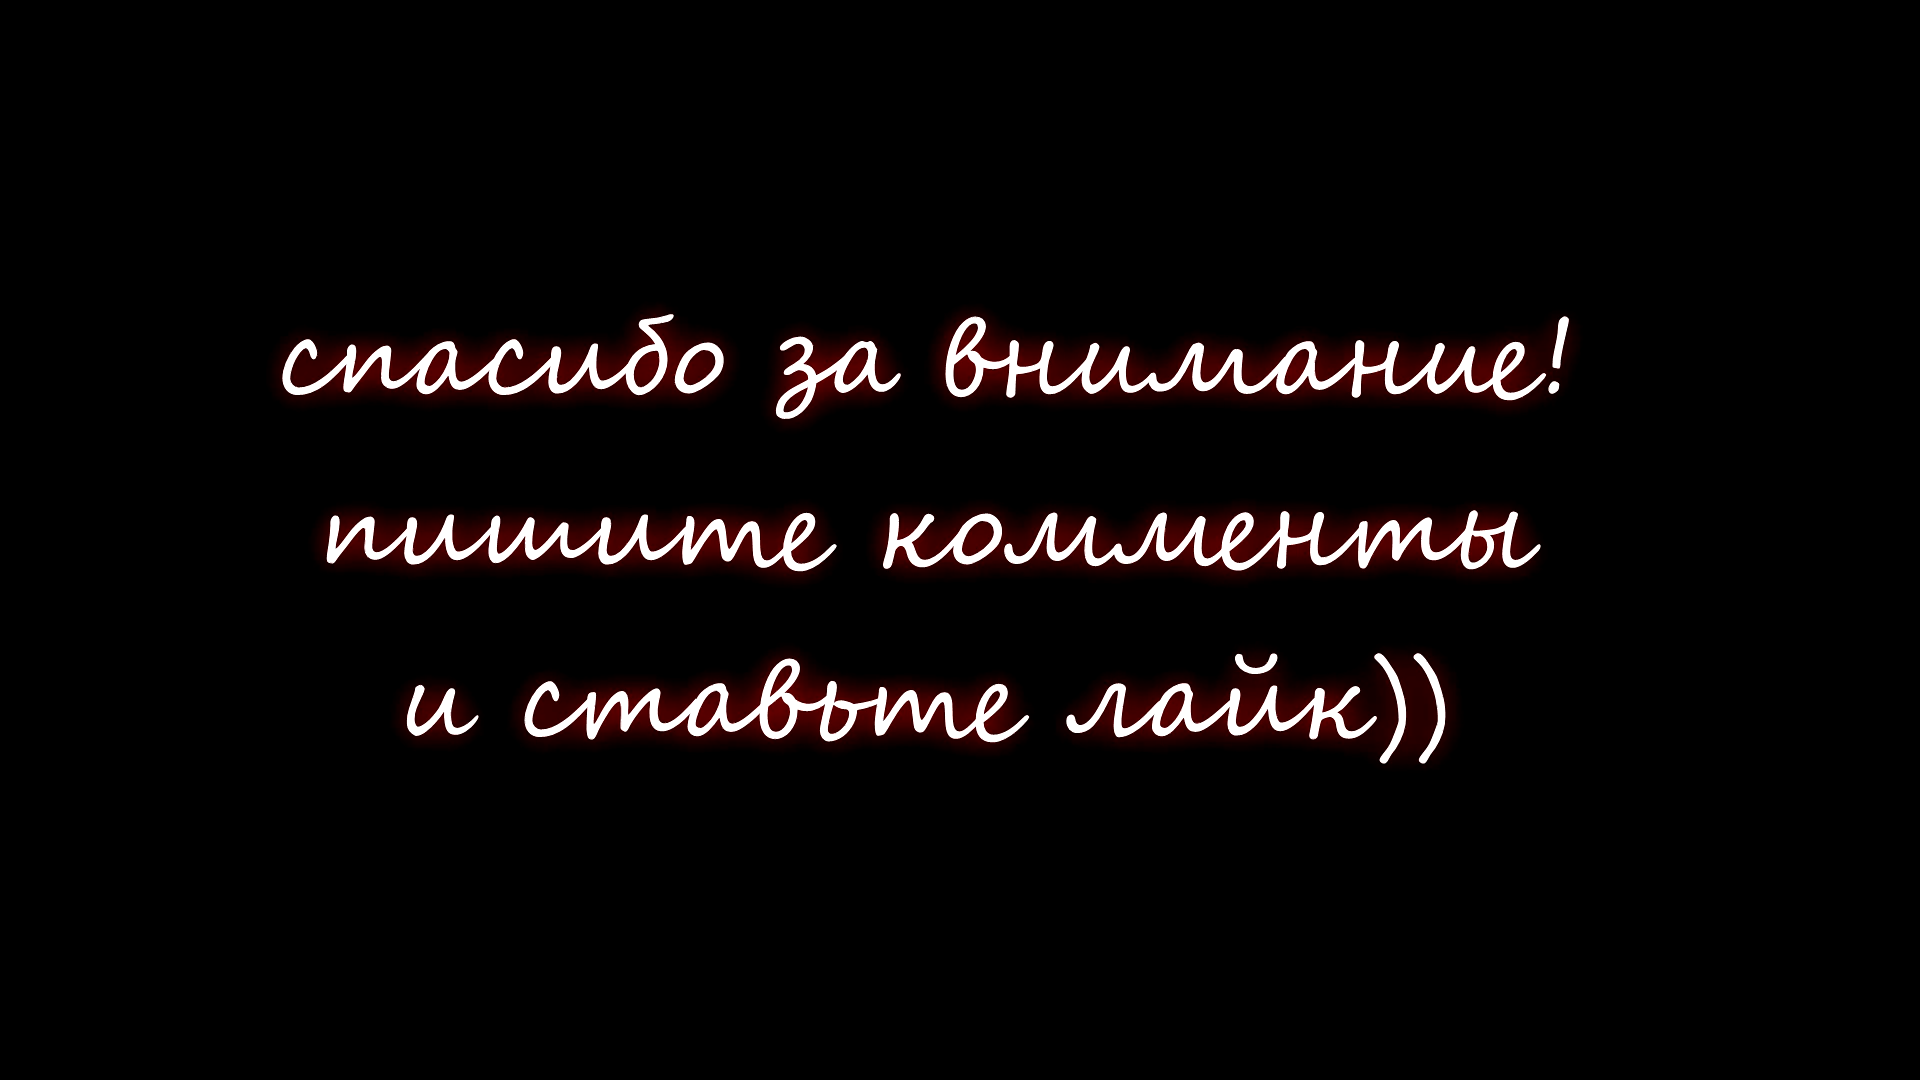 спасибо за внимание!
пишите комменты
и ставьте лайк))